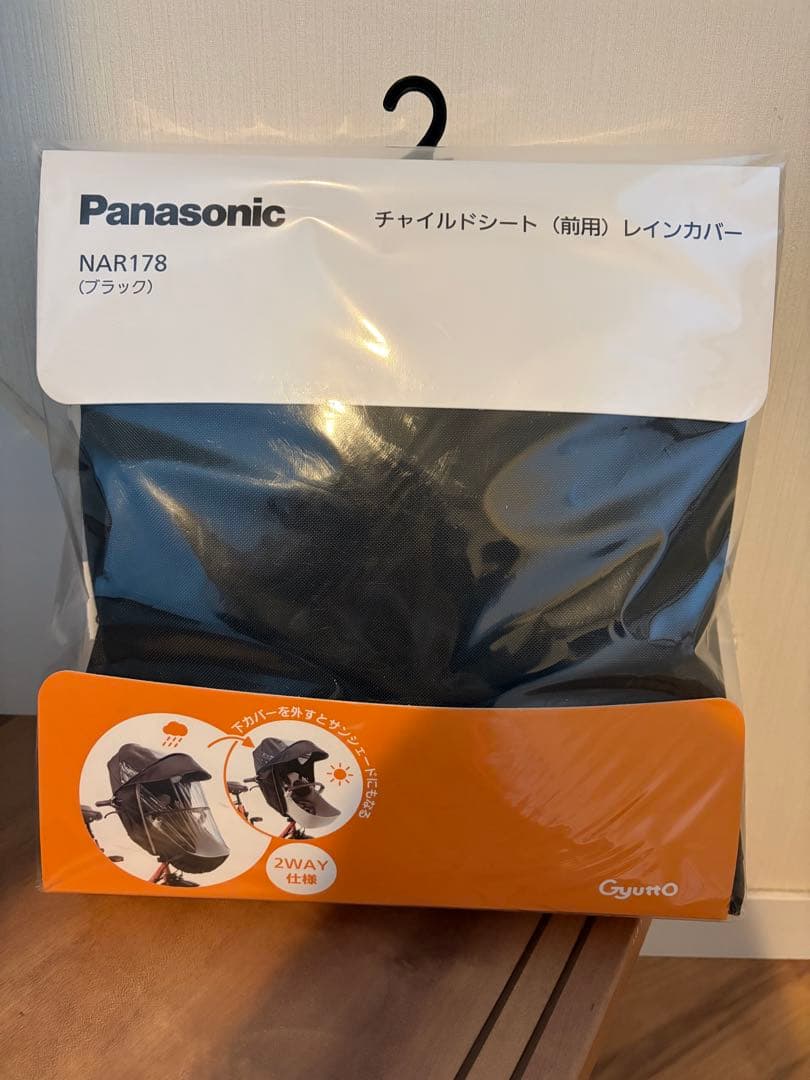 Panasonic
チャイルドシート（前用）レインカバー
NAR178
（ブラック）
下カバーを外すとサンシェードにもなる
2WAY
仕様
Gyutto